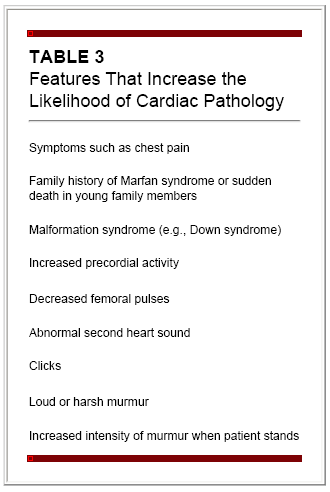 TABLE 3
Features That Increase the
Likelihood of Cardiac Pathology
Symptoms such as chest pain
Family history of Marfan syndrome or sudden
death in young family members
Malformation syndrome (e.g., Down syndrome)
Increased precordial activity
Decreased femoral pulses
Abnormal second heart sound
Clicks
Loud or harsh murmur
Increased intensity of murmur when patient stands